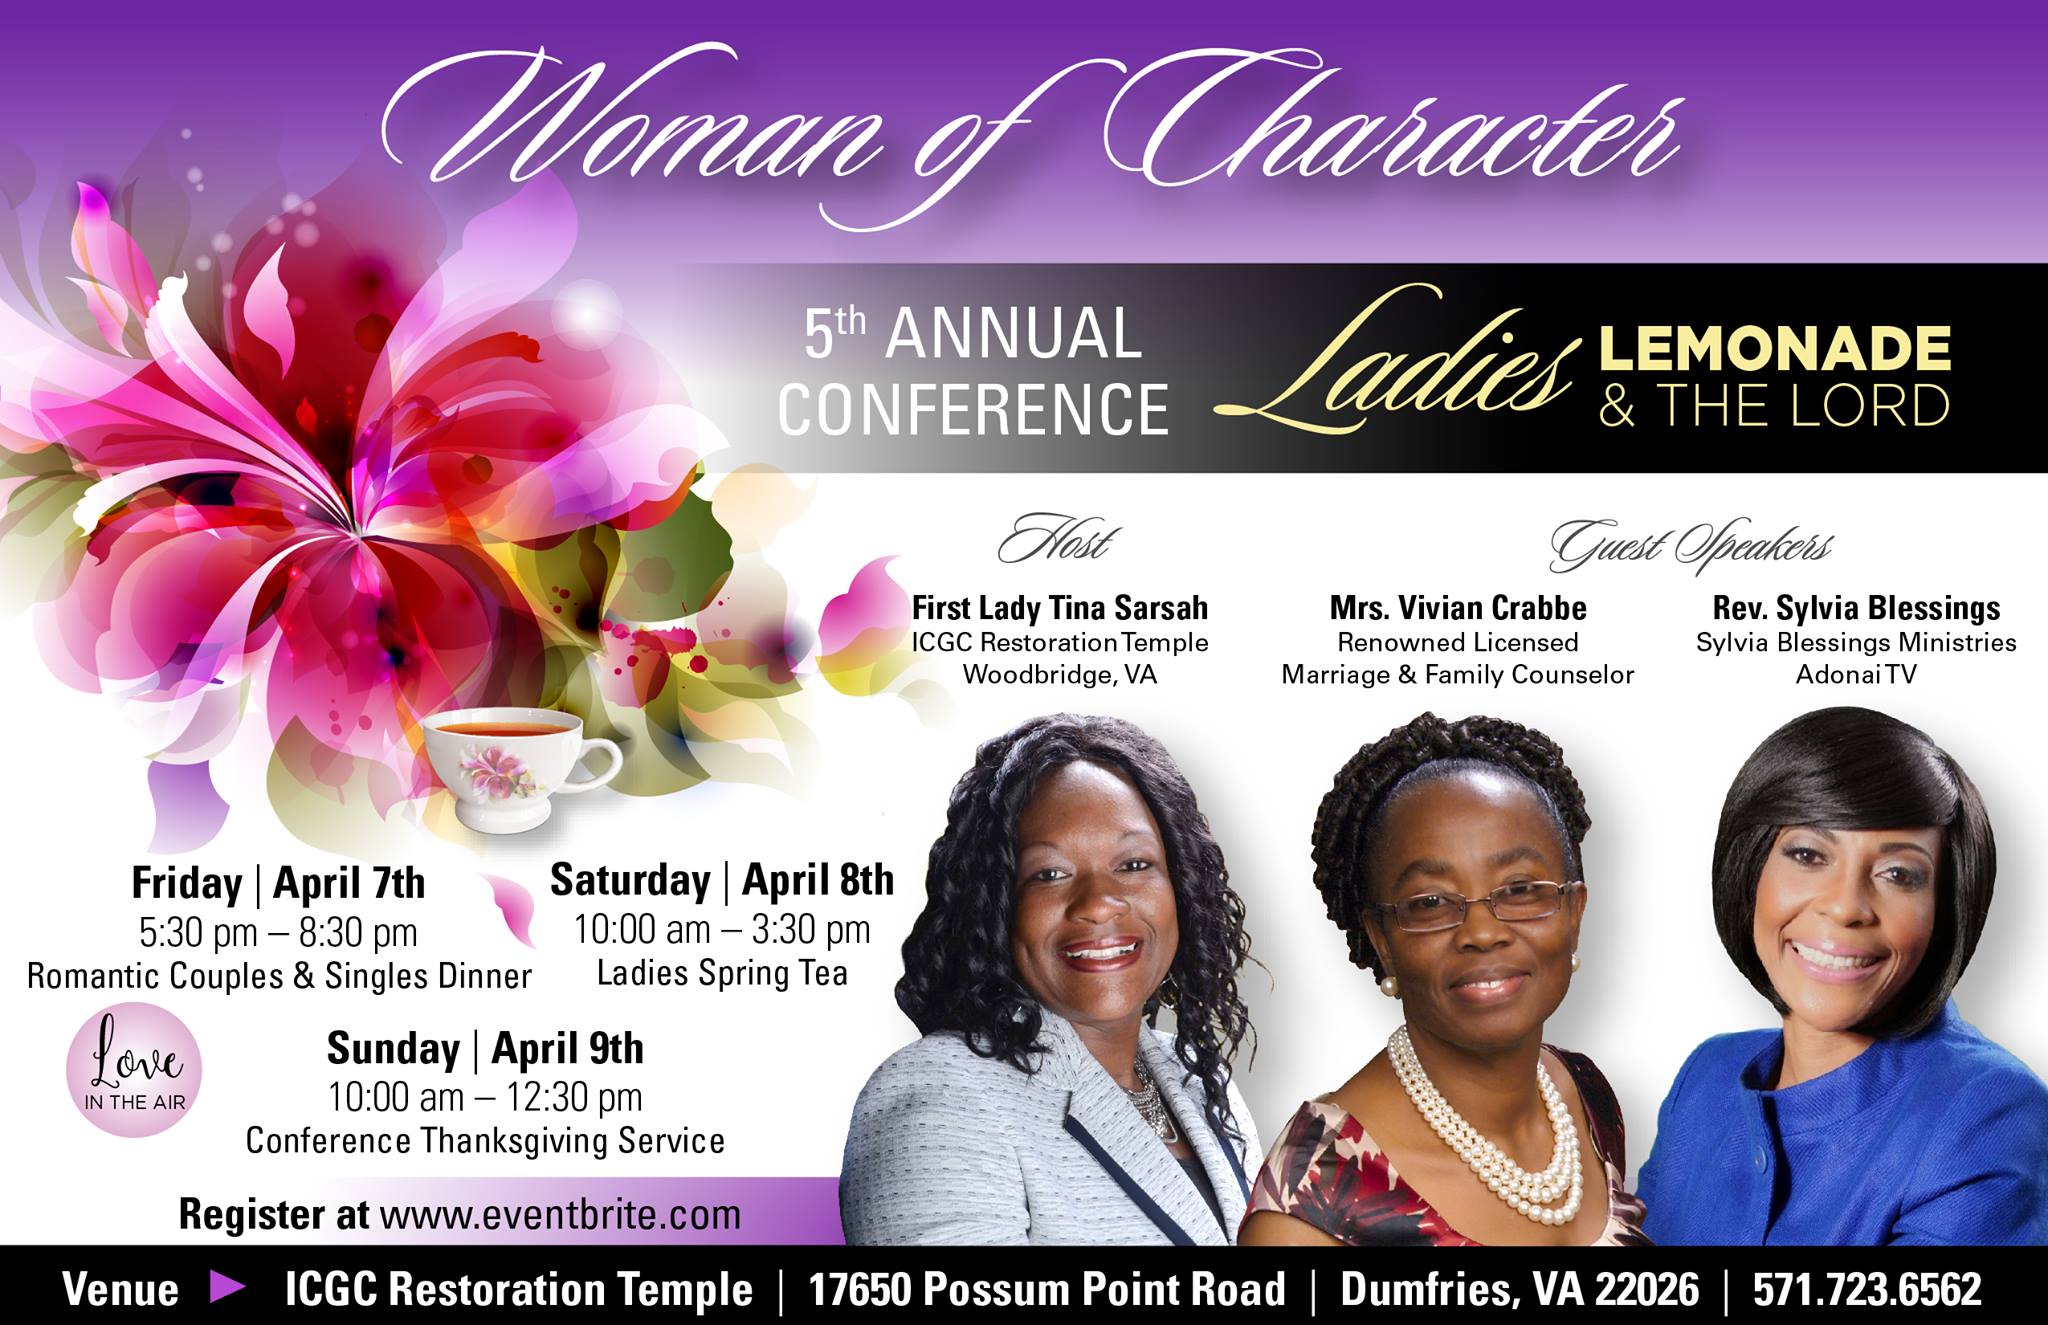 Woman of Character
5th ANNUAL
CONFERENCE
Ladies LEMONADE
& THE LORD
Host
First Lady Tina Sarsah
ICGC Restoration Temple
Woodbridge, VA
Guest Speakers
Mrs. Vivian Crabbe
Renowned Licensed
Marriage & Family Counselor
Rev. Sylvia Blessings
Sylvia Blessings Ministries
Adonai TV
Friday | April 7th
5:30 pm – 8:30 pm
Romantic Couples & Singles Dinner
Saturday | April 8th
10:00 am – 3:30 pm
Ladies Spring Tea
Love
IN THE AIR
Sunday | April 9th
10:00 am – 12:30 pm
Conference Thanksgiving Service
Register at www.eventbrite.com
Venue ► ICGC Restoration Temple | 17650 Possum Point Road | Dumfries, VA 22026 | 571.723.6562